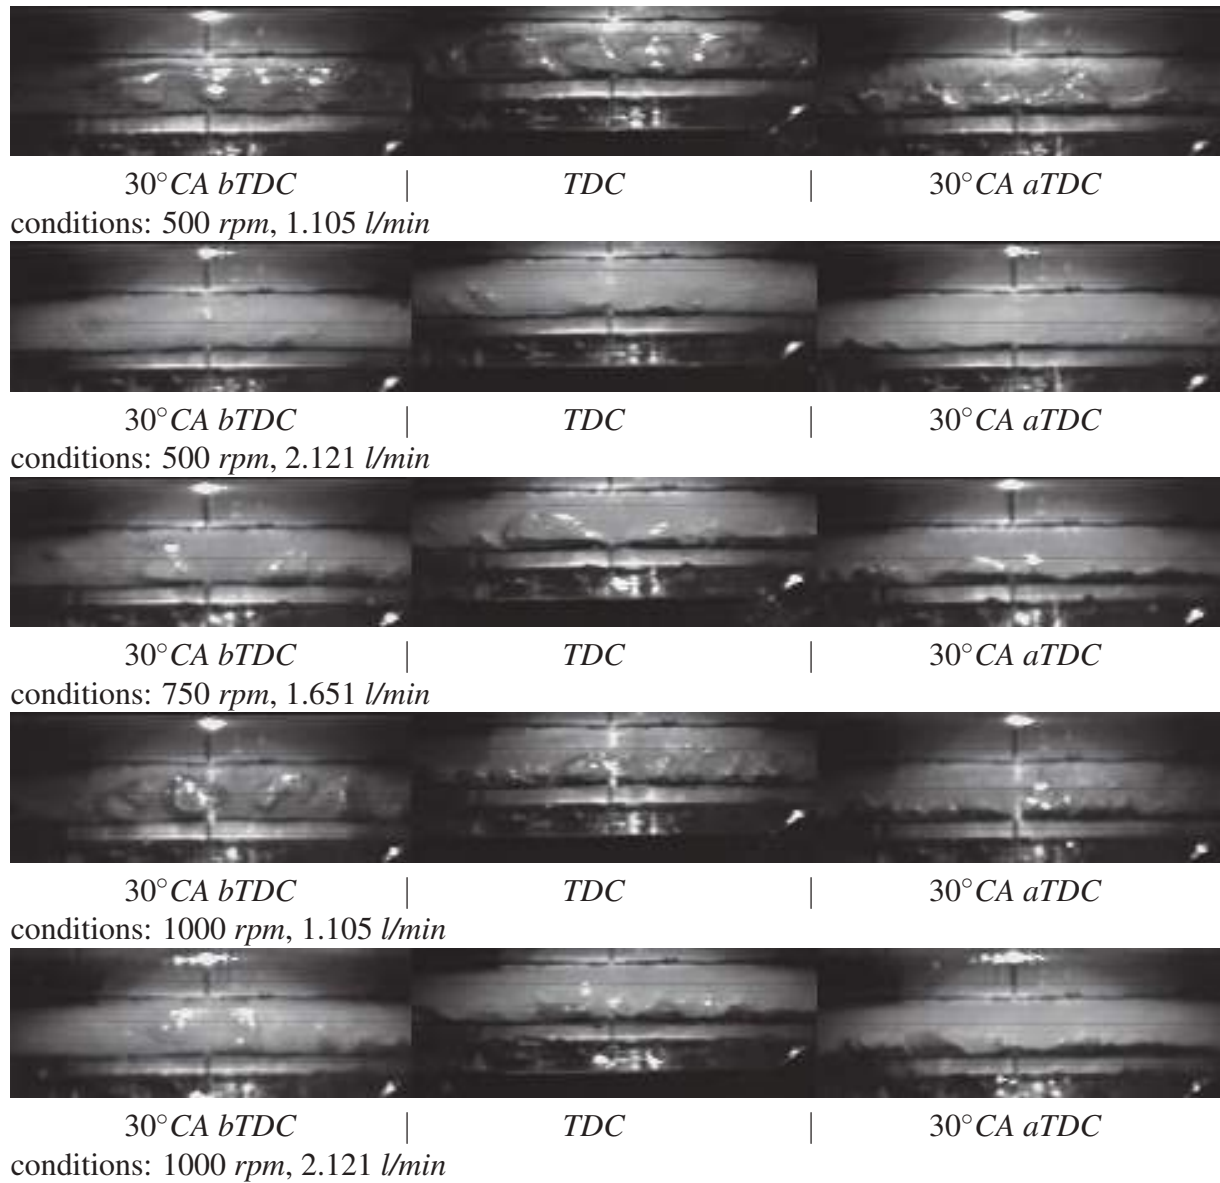 30°CA bTDC | TDC | 30°CA aTDC
conditions: 500 rpm, 1.105 l/min
30°CA bTDC | TDC | 30°CA aTDC
conditions: 500 rpm, 2.121 l/min
30°CA bTDC | TDC | 30°CA aTDC
conditions: 750 rpm, 1.651 l/min
30°CA bTDC | TDC | 30°CA aTDC
conditions: 1000 rpm, 1.105 l/min
30°CA bTDC | TDC | 30°CA aTDC
conditions: 1000 rpm, 2.121 l/min